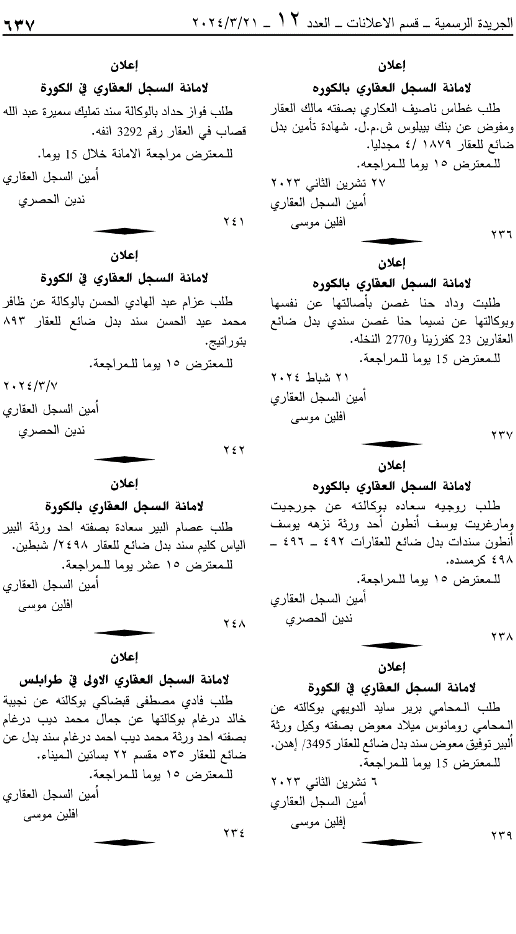 الجريدة الرسمية ــ قسم الاعلانات ــ العدد ١٢ ــ ٢٠٢٤/٣/٢١
٦٣٧
إعلان
لامانة السجل العقاري بالكوره
طلب غطاس ناصيف العكاري بصفته مالك العقار
ومفوض عن بنك بيبلوس ش.م.ل. شهادة تأمين بدل
ضائع للعقار ١٨٧٩ /٤ مجدليا.
للمعترض ١٥ يوما للمراجعه.
٢٧ تشرين الثاني ٢٠٢٣
أمين السجل العقاري
افلين موسى
٢٣٦
إعلان
لامانة السجل العقاري بالكوره
طلبت وداد حنا غصن بأصالتها عن نفسها
وبوكالتها عن نسيما حنا غصن سندي بدل ضائع
العقارين 23 كفرزينا و2770 النخله.
للمعترض 15 يوما للمراجعة.
٢١ شباط ٢٠٢٤
أمين السجل العقاري
افلين موسى
٢٣٧
إعلان
لامانة السجل العقاري بالكوره
طلب روجيه سعاده بوكالته عن جورجيت
ومارغريت يوسف أنطون أحد ورثة نزهه يوسف
أنطون سندات بدل ضائع للعقارات ٤٩٢ ــ ٤٩٦ ــ
٤٩٨ كرمسده.
للمعترض ١٥ يوما للمراجعة.
أمين السجل العقاري
ندين الحصري
٢٣٨
إعلان
لامانة السجل العقاري في الكورة
طلب المحامي بربر سايد الدويهي بوكالته عن
المحامي رومانوس ميلاد معوض بصفته وكيل ورثة
ألبير توفيق معوض سند بدل ضائع للعقار 3495/ إهدن.
للمعترض 15 يوما للمراجعة.
٦ تشرين الثاني ٢٠٢٣
أمين السجل العقاري
إفلين موسى
٢٣٩
إعلان
لامانة السجل العقاري في الكورة
طلب فواز حداد بالوكالة سند تمليك سميرة عبد الله
قصاب في العقار رقم 3292 انفه.
للمعترض مراجعة الامانة خلال 15 يوما.
أمين السجل العقاري
ندين الحصري
٢٤١
إعلان
لامانة السجل العقاري في الكورة
طلب عزام عبد الهادي الحسن بالوكالة عن ظافر
محمد عيد الحسن سند بدل ضائع للعقار ٨٩٣
بتوراتيج.
للمعترض ١٥ يوما للمراجعة.
٢٠٢٤/٣/٧
أمين السجل العقاري
ندين الحصري
٢٤٢
إعلان
لامانة السجل العقاري بالكورة
طلب عصام البير سعادة بصفته احد ورثة البير
الياس كليم سند بدل ضائع للعقار ٢٤٩٨/ شبطين.
للمعترض ١٥ عشر يوما للمراجعة.
أمين السجل العقاري
افلين موسى
٢٤٨
إعلان
لامانة السجل العقاري الاولى في طرابلس
طلب فادي مصطفى قبضاكي بوكالته عن نجيبة
خالد درغام بوكالتها عن جمال محمد ديب درغام
بصفته احد ورثة محمد ديب احمد درغام سند بدل عن
ضائع للعقار ٥٣٥ مقسم ٢٢ بساتين الميناء.
للمعترض ١٥ يوما للمراجعة.
أمين السجل العقاري
افلين موسى
٢٣٤